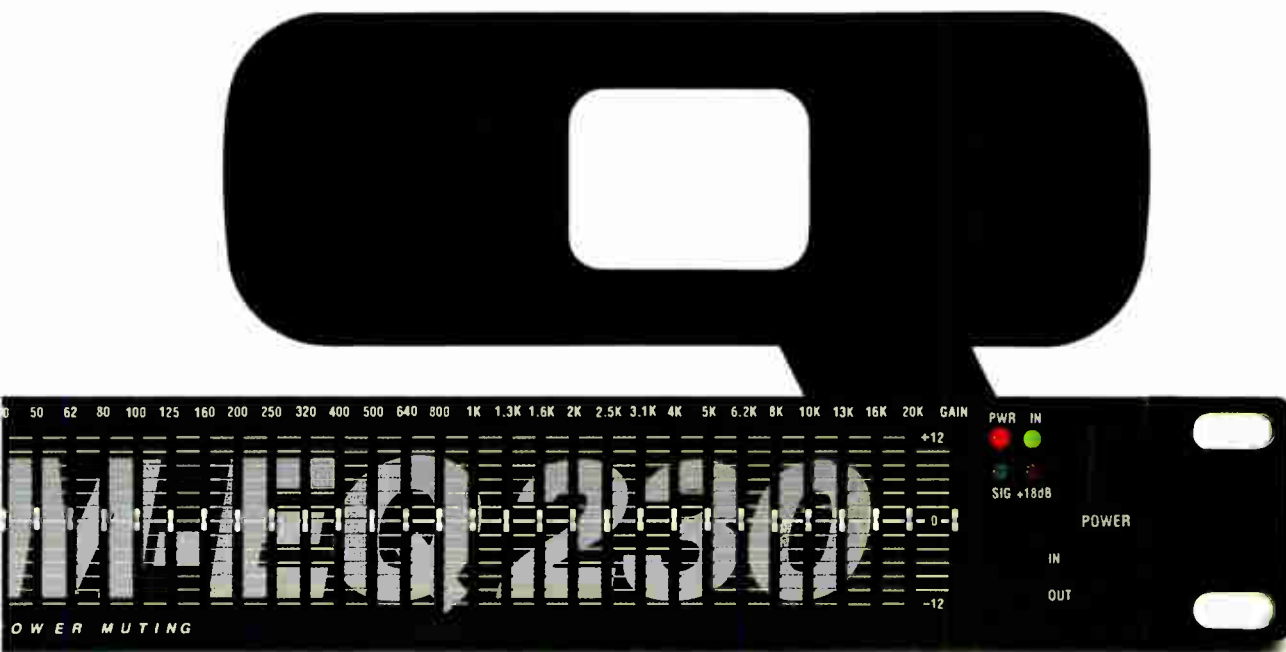 Q
0 50 62 80 100 125 160 200 250 320 400 500 640 800 1K 1.3K 1.6K 2K 2.5K 3.1K 4K 5K 6.2K 8K 10K 13K 16K 20K GAIN
PWR IN
+12
M-EQ 230
SIG +18dB
0
POWER
IN
OUT
-12
OWER MUTING